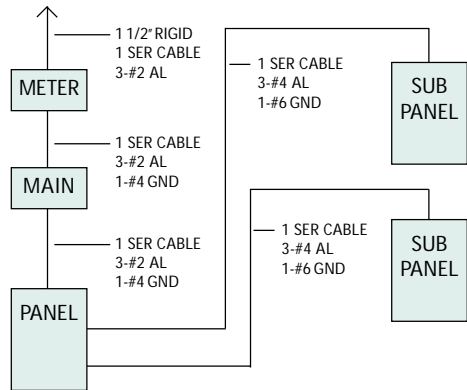 1 1/2" RIGID
1 SER CABLE
3-#2 AL
METER
1 SER CABLE
3-#2 AL
1-#4 GND
MAIN
1 SER CABLE
3-#2 AL
1-#4 GND
PANEL
1 SER CABLE
3-#4 AL
1-#6 GND
SUB
PANEL
1 SER CABLE
3-#4 AL
1-#6 GND
SUB
PANEL